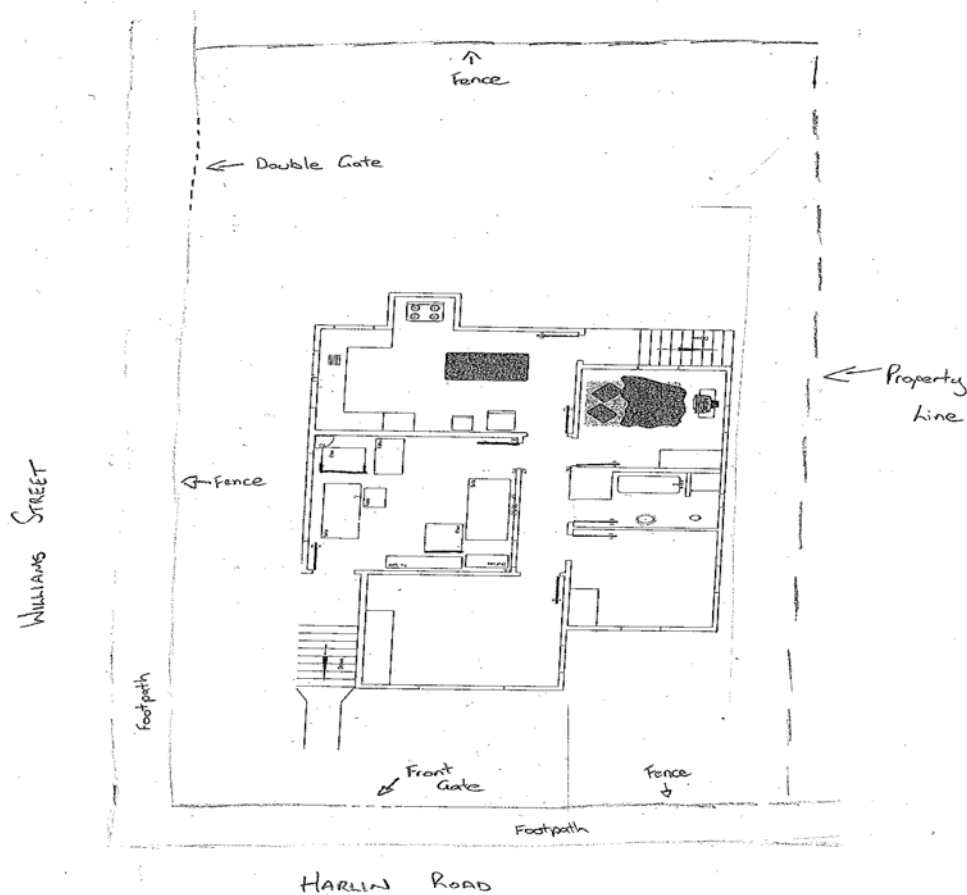 Fence
Double Gate
Property
Line
Fence
WILLIAMS STREET
Footpath
Front
Gate
Fence
Footpath
HARLIN ROAD